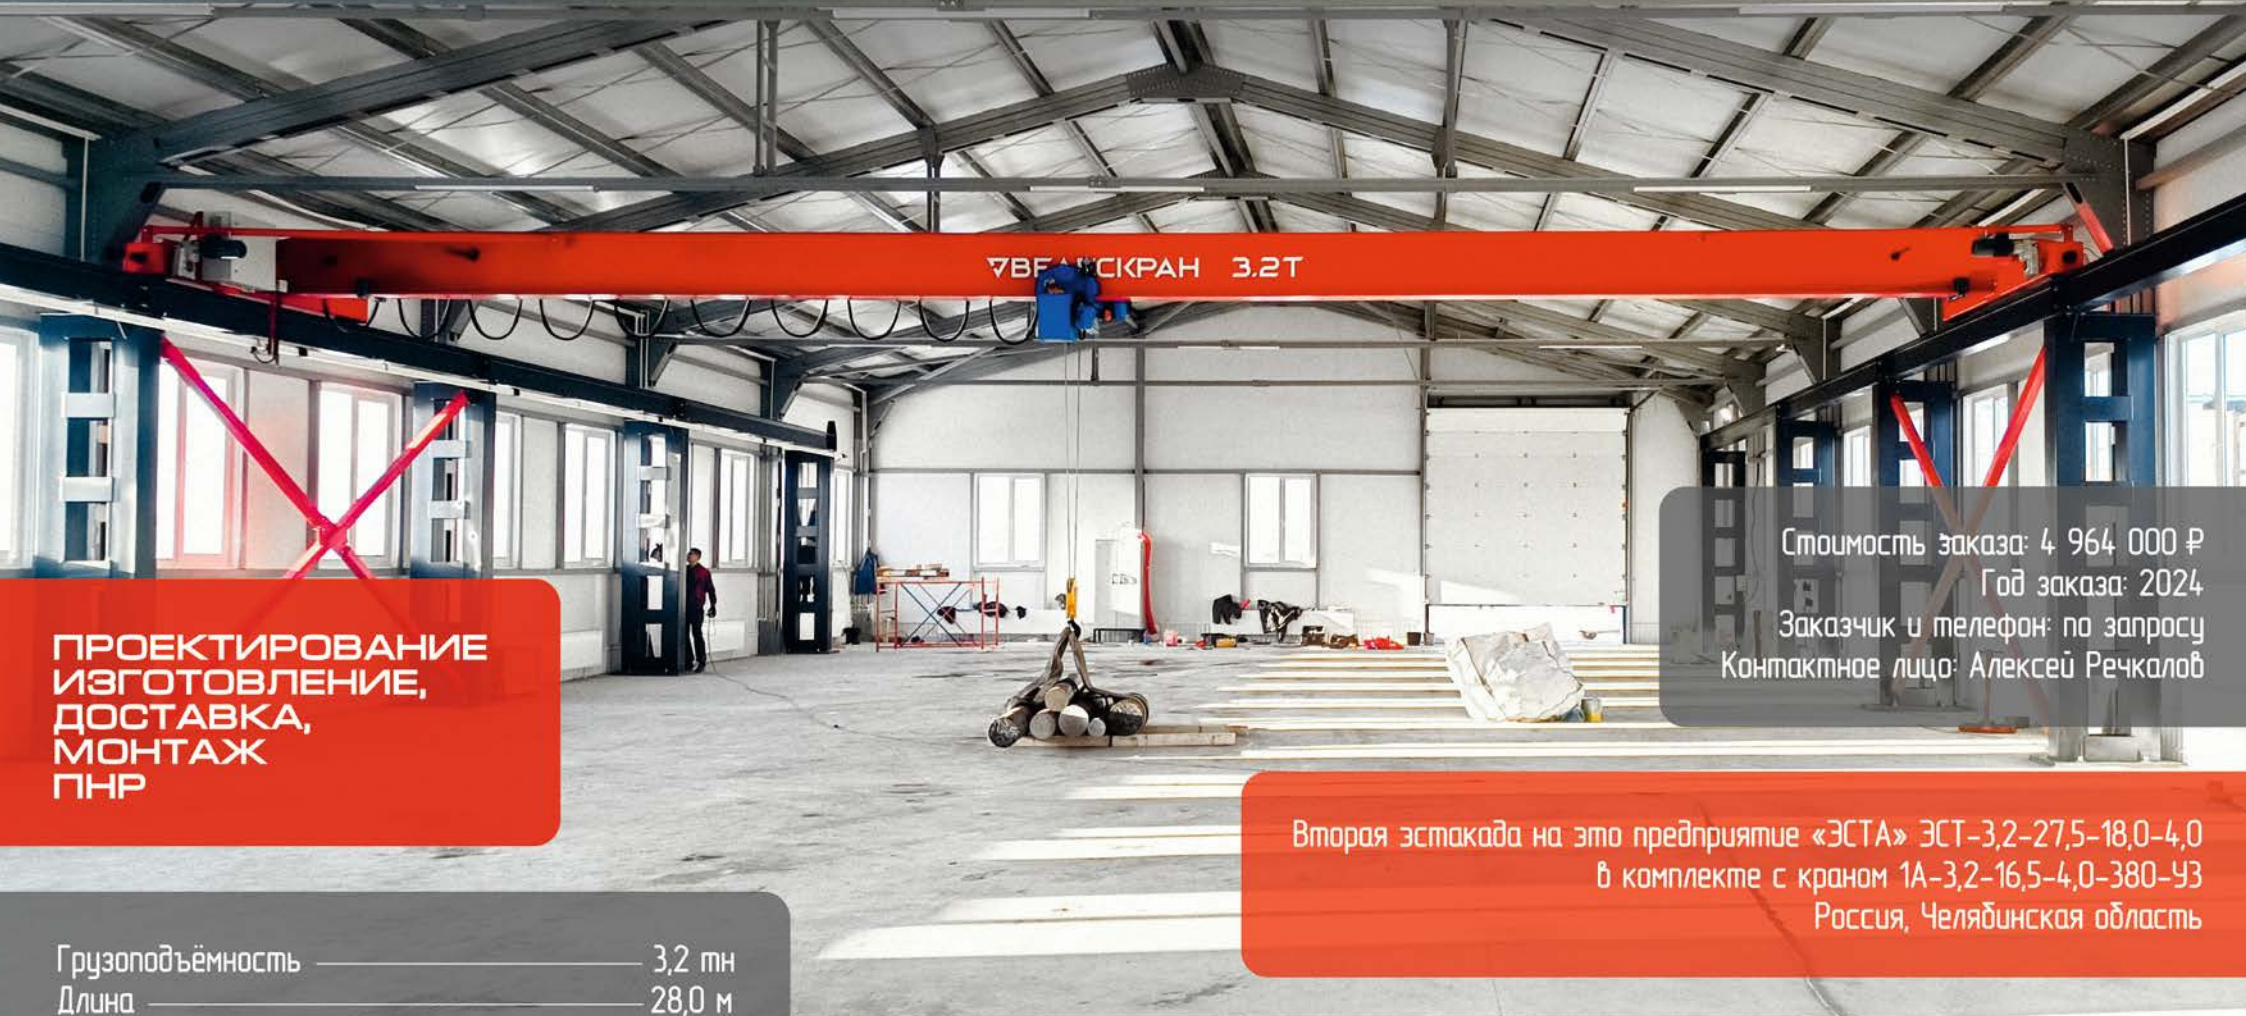 3.2Т
Стоимость заказа: 4 964 000 ₽
Год заказа: 2024
Заказчик и телефон: по запросу
Контактное лицо: Алексей Речкалов
ПРОЕКТИРОВАНИЕ
ИЗГОТОВЛЕНИЕ,
ДОСТАВКА,
МОНТАЖ
ПНР
Вторая эстакада на это предприятие «ЭСТА» ЭСТ-3,2-27,5-18,0-4,0
в комплекте с краном 1А-3,2-16,5-4,0-380-У3
Россия, Челябинская область
Грузоподъёмность 3,2 тн
Длина 28,0 м